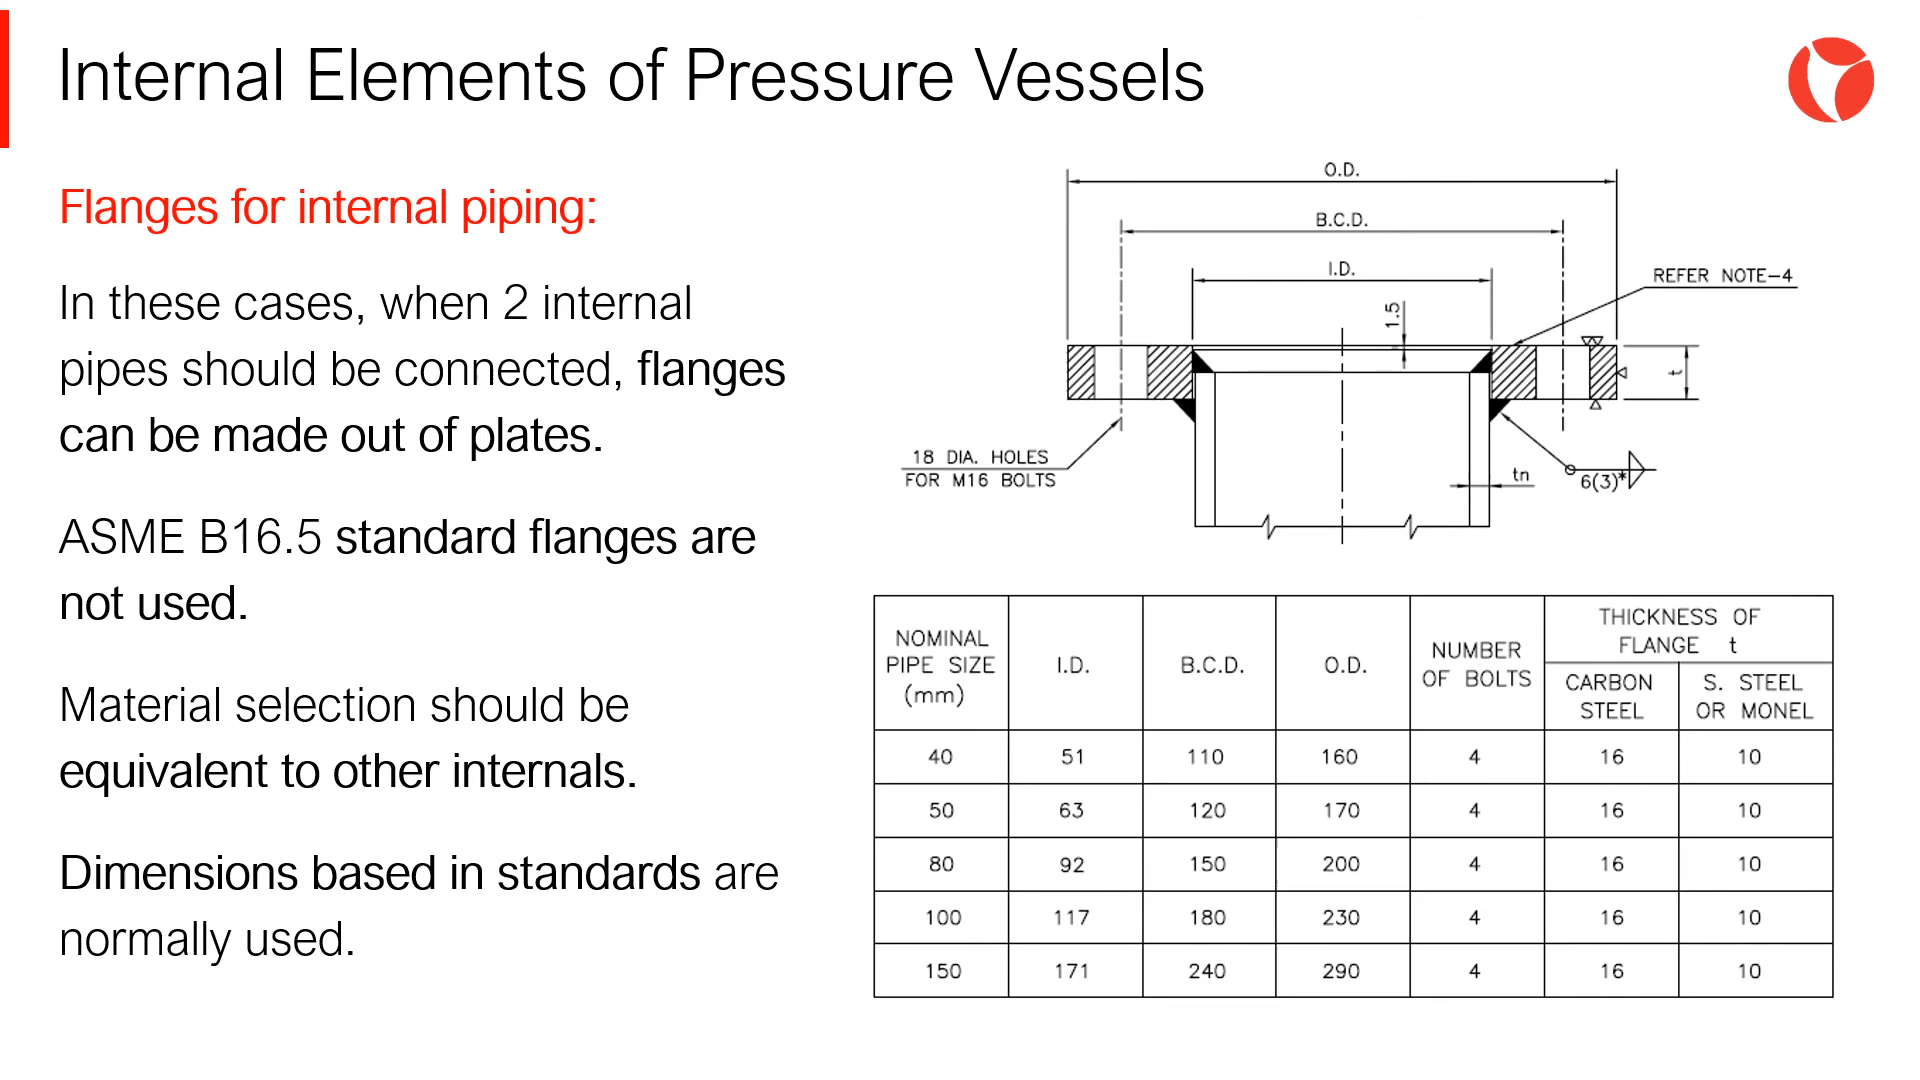 Internal Elements of Pressure Vessels
Flanges for internal piping:
In these cases, when 2 internal
pipes should be connected, flanges
can be made out of plates.
ASME B16.5 standard flanges are
not used.
Material selection should be
equivalent to other internals.
Dimensions based in standards are
normally used.
O.D.
B.C.D.
I.D.
REFER NOTE-4
1.5
t
18 DIA. HOLES
FOR M16 BOLTS
tn
6(3)*
NOMINAL PIPE SIZE (mm) I.D. B.C.D. O.D. NUMBER OF BOLTS THICKNESS OF FLANGE t
CARBON STEEL S. STEEL OR MONEL
40 51 110 160 4 16 10
50 63 120 170 4 16 10
80 92 150 200 4 16 10
100 117 180 230 4 16 10
150 171 240 290 4 16 10